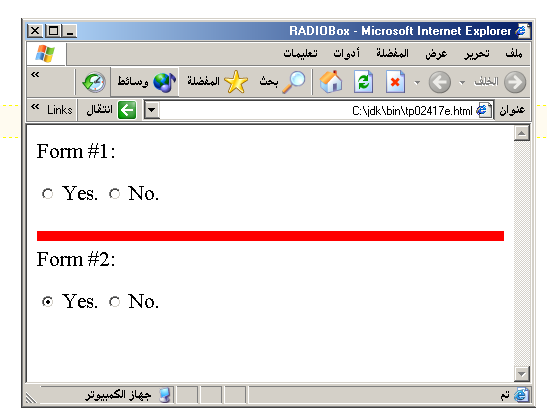 RADIOBox - Microsoft Internet Explorer
ملف تحرير عرض المفضلة أدوات تعليمات
الخلف بحث المفضلة وسائط »
عنوان C:\jdk\bin\tp02417e.html انتقال Links »
Form #1:
Yes. No.
Form #2:
Yes. No.
تم جهاز الكمبيوتر